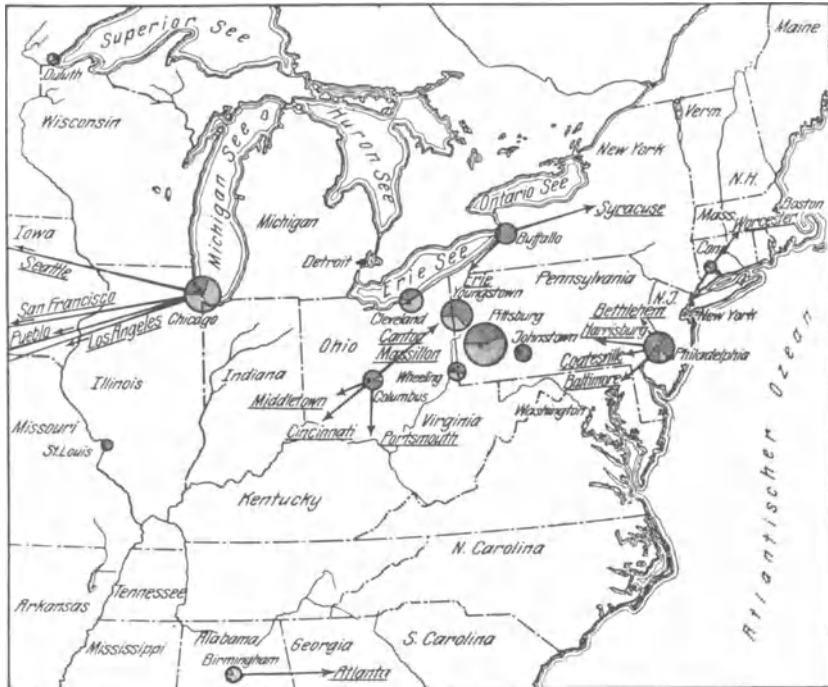 Superior See
Duluth
Maine
Wisconsin
Michigan See
Huron See
Verm.
New York
N.H.
Ontario See
Syracuse
Mass.
Boston
Worcester
Iowa
Michigan
Buffalo
Conn.
Seattle
Detroit
Erie See
Erie
Pennsylvania
San Francisco
Pueblo
Los Angeles
Chicago
Cleveland
Youngstown
N.J.
Bethlehem
New York
Ohio
Canton
Massillon
Pittsburg
Johnstown
Harrisburg
Philadelphia
Coatesville
Baltimore
Illinois
Indiana
Wheeling
Middletown
Columbus
Washington
Missouri
St.Louis
Cincinnati
Portsmouth
Virginia
Kentucky
Atlantischer Ozean
N. Carolina
Tennessee
Arkansas
Mississippi
Alabama
Georgia
S. Carolina
Birmingham
Atlanta